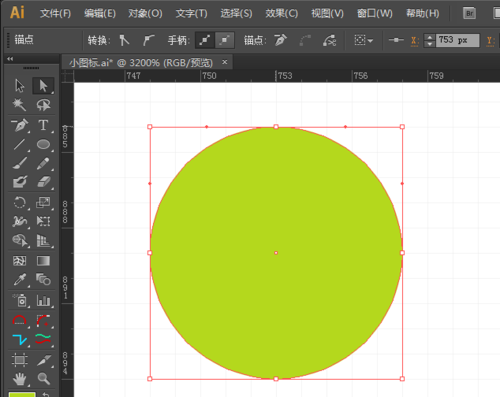 Ai 文件(F) 编辑(E) 对象(O) 文字(T) 选择(S) 效果(C) 视图(V) 窗口(W) 帮助(H) Br
锚点 转换: 手柄: 锚点: X: 753 px
小图标.ai* @ 3200% (RGB/预览) ×
747 750 753 756 759
885
888
891
894
T